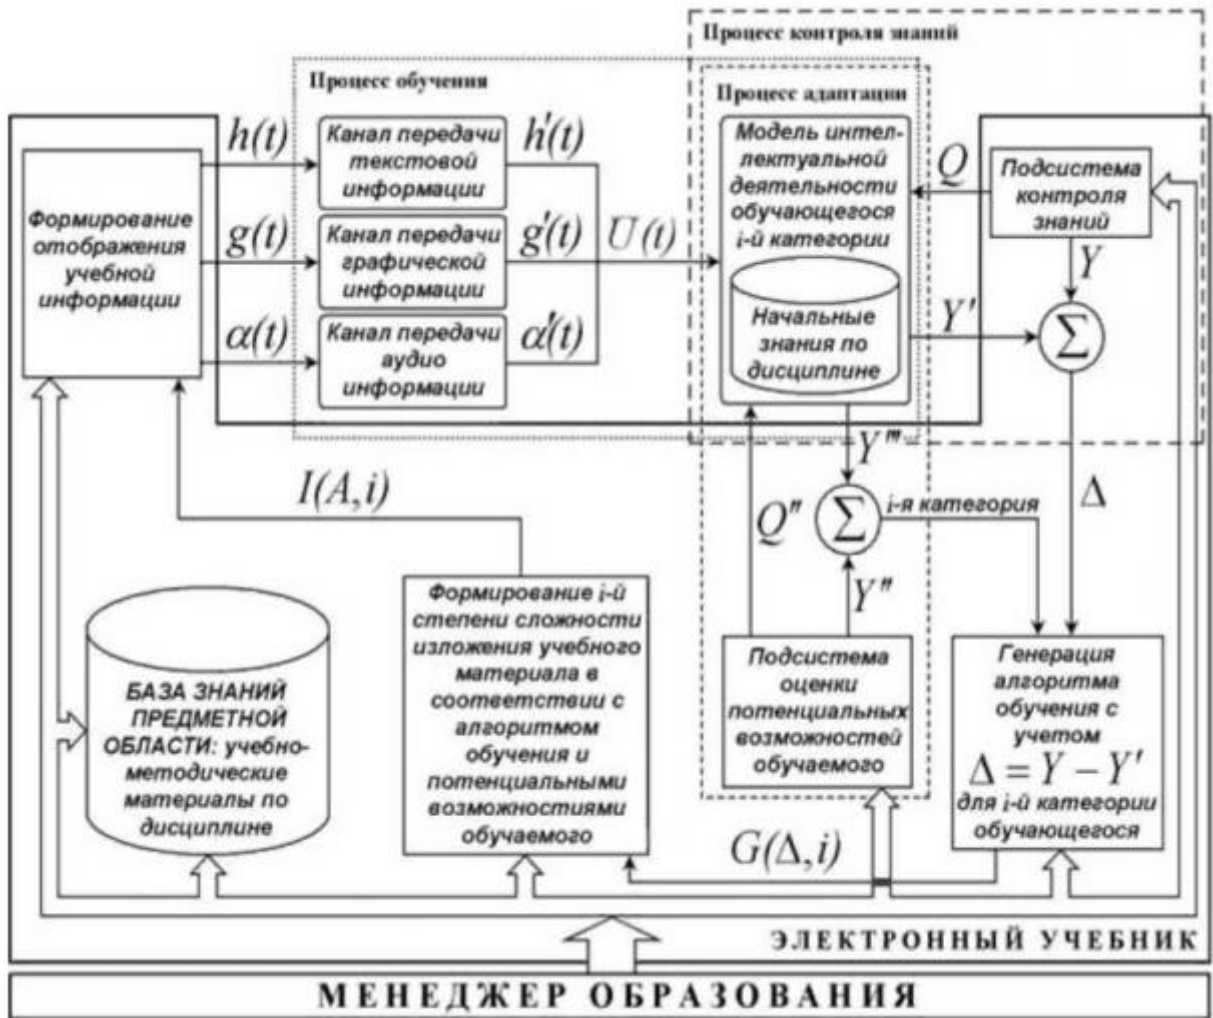 Процесс контроля знаний
Процесс обучения
Процесс адаптации
Формирование
отображения
учебной
информации
h(t)
g(t)
α(t)
Канал передачи
текстовой
информации
Канал передачи
графической
информации
Канал передачи
аудио
информации
h'(t)
g'(t)
α'(t)
U(t)
Модель интел-
лектуальной
деятельности
обучающегося
i-й категории
Начальные
знания по
дисциплине
Q
Подсистема
контроля
знаний
Y
Y'
Σ
Y'''
I(A,i)
Q''
Σ
i-я категория
Δ
Y''
БАЗА ЗНАНИЙ
ПРЕДМЕТНОЙ
ОБЛАСТИ: учебно-
методические
материалы по
дисциплине
Формирование i-й
степени сложности
изложения учебного
материала в
соответствии с
алгоритмом
обучения и
потенциальными
возможностями
обучаемого
Подсистема
оценки
потенциальных
возможностей
обучаемого
Генерация
алгоритма
обучения с
учетом
Δ = Y − Y'
для i-й категории
обучающегося
G(Δ,i)
ЭЛЕКТРОННЫЙ УЧЕБНИК
МЕНЕДЖЕР ОБРАЗОВАНИЯ